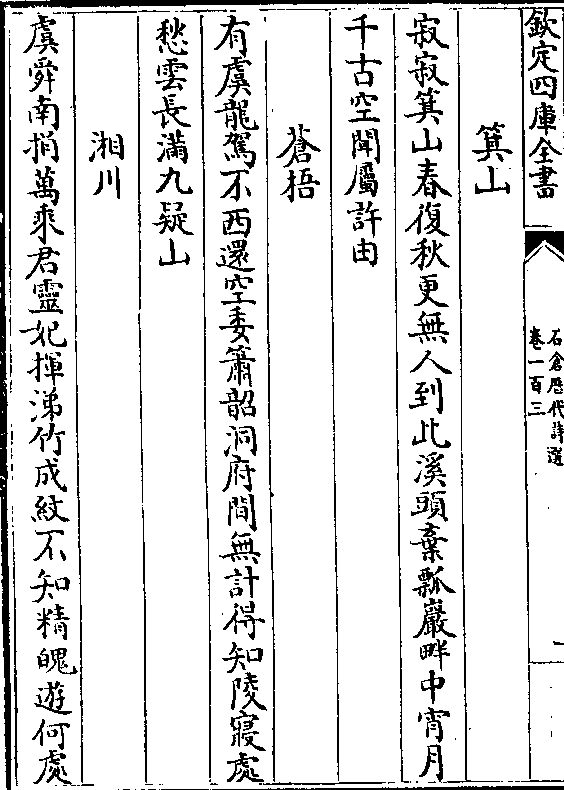 欽定四庫全書
石倉歷代詩選
卷一百三
一
箕山
寂寂箕山春復秋更無人到此溪頭棄瓢巖畔中宵月
千古空聞屬許由
蒼梧
有虞龍駕不西還空委簫韶洞府間無計得知陵寢處
愁雲長滿九疑山
湘川
虞舜南捐萬乘君靈妃揮涕竹成紋不知精魄遊何處